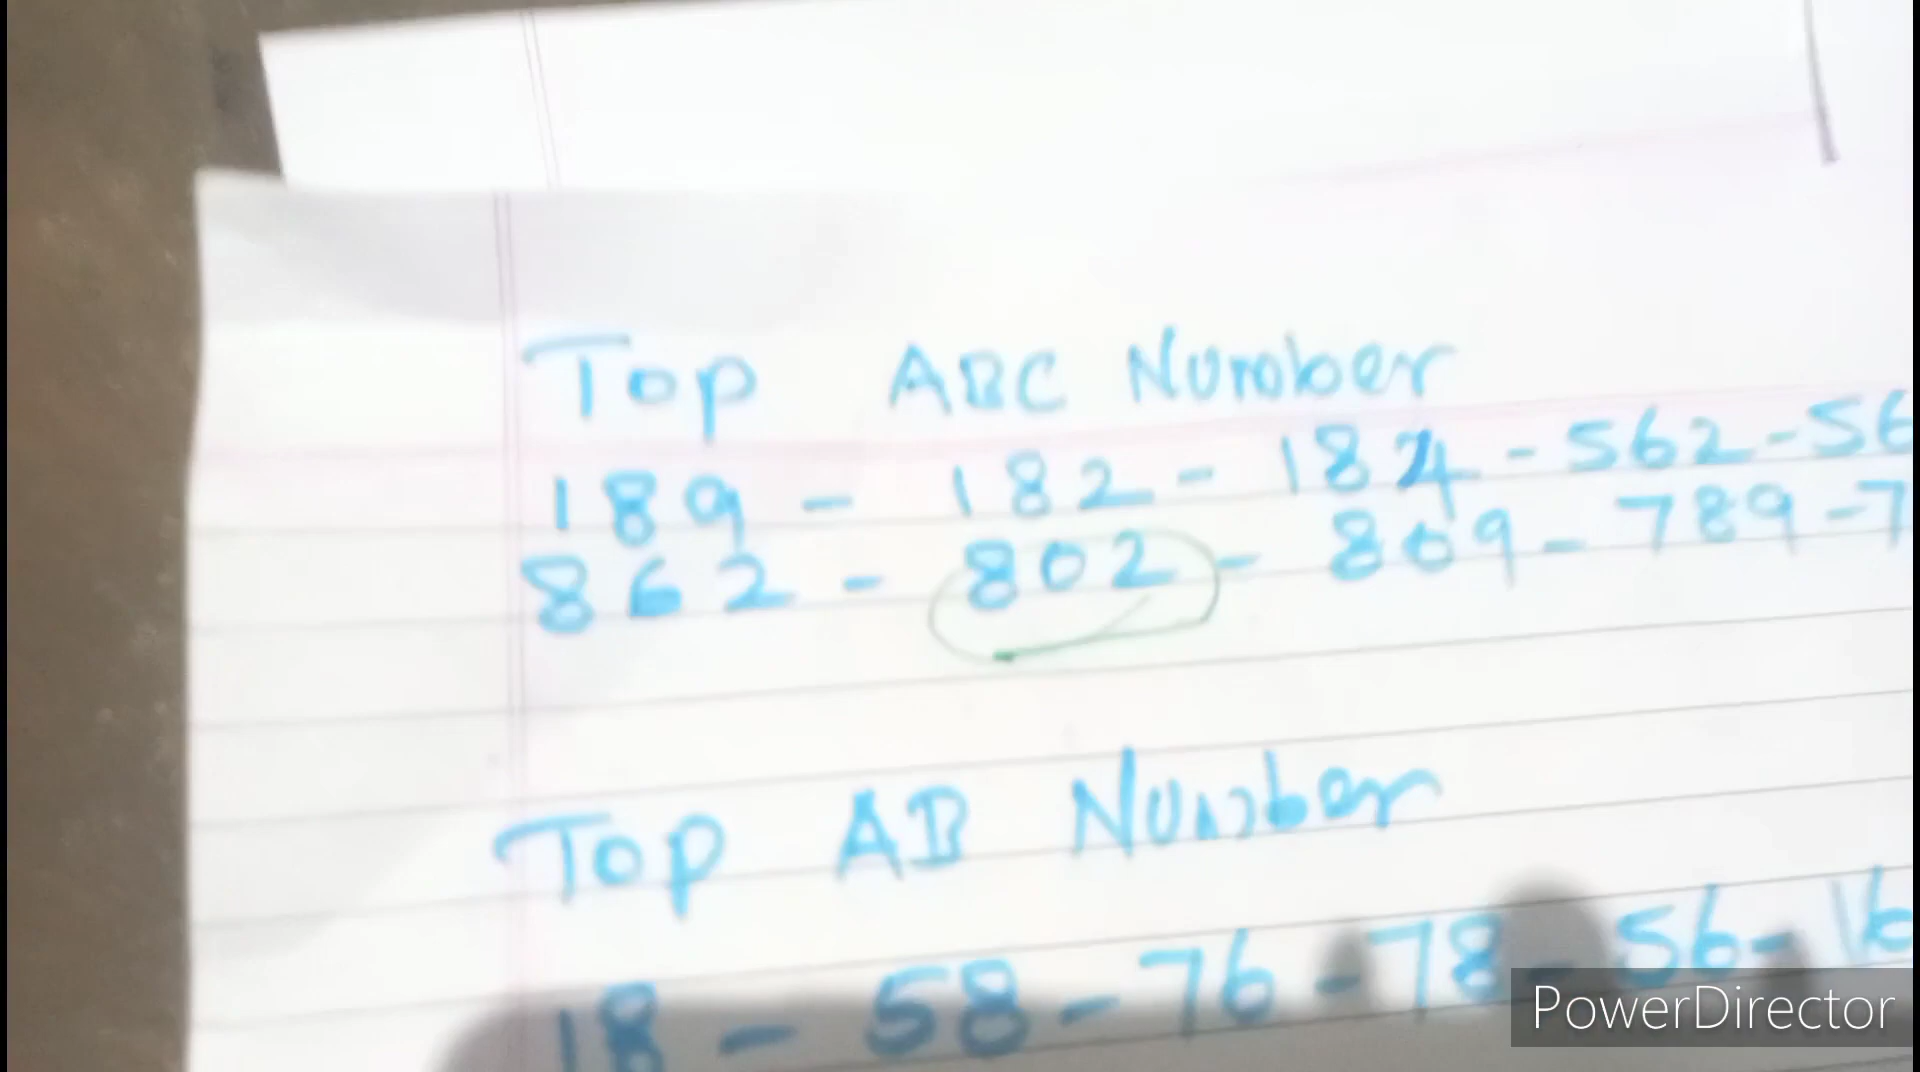 Top ABC Number
189 - 182 - 184 - 562 - 56
862 - 802 - 809 - 789 - 7
Top AB Number
18 - 58 - 76 - 78 - 56 - 16
PowerDirector